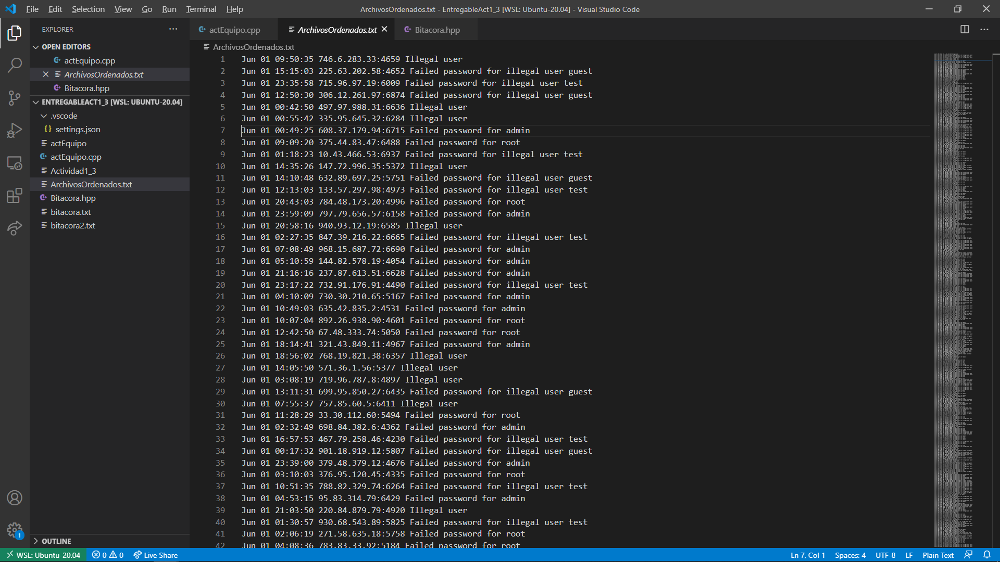 File Edit Selection View Go Run Terminal Help
ArchivosOrdenados.txt - EntregableAct1_3 [WSL: Ubuntu-20.04] - Visual Studio Code
EXPLORER
OPEN EDITORS
actEquipo.cpp
ArchivosOrdenados.txt
Bitacora.hpp
ENTREGABLEACT1_3 [WSL: UBUNTU-20.04]
.vscode
{} settings.json
actEquipo
actEquipo.cpp
Actividad1_3
ArchivosOrdenados.txt
Bitacora.hpp
bitacora.txt
bitacora2.txt
OUTLINE
1
actEquipo.cpp ArchivosOrdenados.txt Bitacora.hpp
ArchivosOrdenados.txt
1 Jun 01 09:50:35 746.6.283.33:4659 Illegal user
2 Jun 01 15:15:03 225.63.202.58:4652 Failed password for illegal user guest
3 Jun 01 23:35:58 715.96.97.19:6009 Failed password for illegal user test
4 Jun 01 12:50:30 306.12.261.97:6874 Failed password for illegal user guest
5 Jun 01 00:42:50 497.97.988.31:6636 Illegal user
6 Jun 01 00:55:42 335.95.645.32:6284 Illegal user
7 Jun 01 00:49:25 608.37.179.94:6715 Failed password for admin
8 Jun 01 09:09:20 375.44.83.47:6488 Failed password for root
9 Jun 01 01:18:23 10.43.466.53:6937 Failed password for illegal user test
10 Jun 01 14:35:26 147.72.996.35:5372 Illegal user
11 Jun 01 14:10:48 632.89.697.25:5751 Failed password for illegal user guest
12 Jun 01 12:13:03 133.57.297.98:4973 Failed password for illegal user test
13 Jun 01 20:43:03 784.48.173.20:4996 Failed password for root
14 Jun 01 23:59:09 797.79.656.57:6158 Failed password for admin
15 Jun 01 20:58:16 940.93.12.19:6585 Illegal user
16 Jun 01 02:27:35 847.39.216.22:6665 Failed password for illegal user test
17 Jun 01 07:08:49 968.15.687.72:6690 Failed password for admin
18 Jun 01 05:10:59 144.82.578.19:4054 Failed password for admin
19 Jun 01 21:16:16 237.87.613.51:6628 Failed password for admin
20 Jun 01 23:17:22 732.91.176.91:4490 Failed password for illegal user test
21 Jun 01 04:10:09 730.30.210.65:5167 Failed password for admin
22 Jun 01 10:49:03 635.42.835.2:4531 Failed password for admin
23 Jun 01 10:07:04 892.26.938.90:4601 Failed password for root
24 Jun 01 12:42:50 67.48.333.74:5050 Failed password for root
25 Jun 01 18:14:41 321.43.849.11:4967 Failed password for admin
26 Jun 01 18:56:02 768.19.821.38:6357 Illegal user
27 Jun 01 14:05:50 571.36.1.56:5377 Illegal user
28 Jun 01 03:08:19 719.96.787.8:4897 Illegal user
29 Jun 01 13:11:31 699.95.850.27:6435 Failed password for illegal user guest
30 Jun 01 07:55:37 757.85.60.5:6411 Illegal user
31 Jun 01 11:28:29 33.30.112.60:5494 Failed password for root
32 Jun 01 02:32:49 698.84.382.6:4362 Failed password for admin
33 Jun 01 16:57:53 467.79.258.46:4230 Failed password for illegal user test
34 Jun 01 00:17:32 901.18.919.12:5807 Failed password for illegal user guest
35 Jun 01 23:39:00 379.48.379.12:4676 Failed password for admin
36 Jun 01 03:10:03 376.95.120.45:4335 Failed password for root
37 Jun 01 10:51:35 788.82.329.74:6264 Failed password for illegal user test
38 Jun 01 04:53:15 95.83.314.79:6429 Failed password for admin
39 Jun 01 21:03:50 220.84.879.79:4920 Illegal user
40 Jun 01 01:30:57 930.68.543.89:5825 Failed password for illegal user test
41 Jun 01 02:06:19 271.58.635.18:5758 Failed password for root
42 Jun 01 04:08:36 783.83.33.92:5184 Failed password for root
WSL: Ubuntu-20.04 0 0 Live Share Ln 7, Col 1 Spaces: 4 UTF-8 LF Plain Text